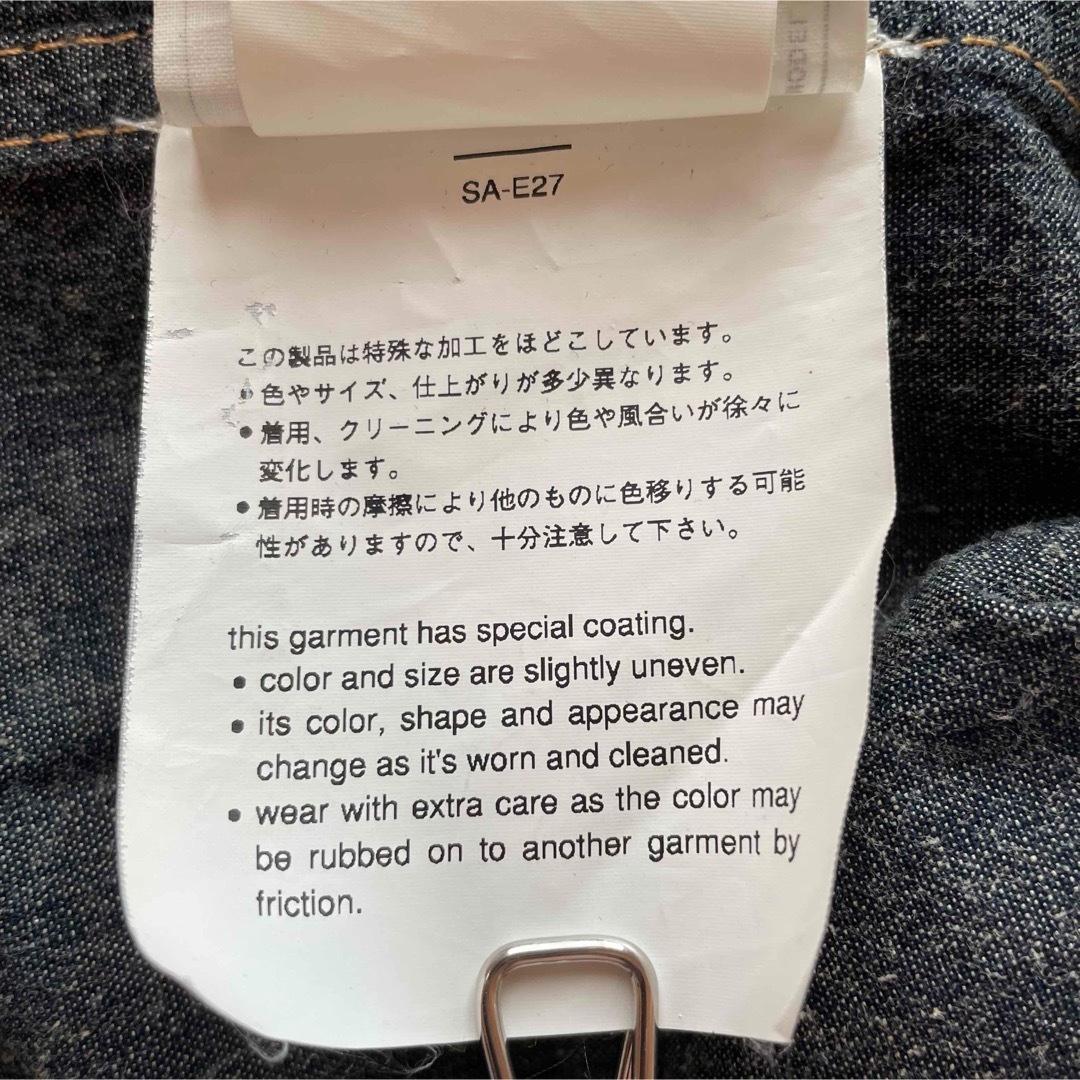 SA-E27
この製品は特殊な加工をほどこしています。
● 色やサイズ、仕上がりが多少異なります。
● 着用、クリーニングにより色や風合いが徐々に
変化します。
● 着用時の摩擦により他のものに色移りする可能
性がありますので、十分注意して下さい。
this garment has special coating.
● color and size are slightly uneven.
● its color, shape and appearance may
change as it's worn and cleaned.
● wear with extra care as the color may
be rubbed on to another garment by
friction.